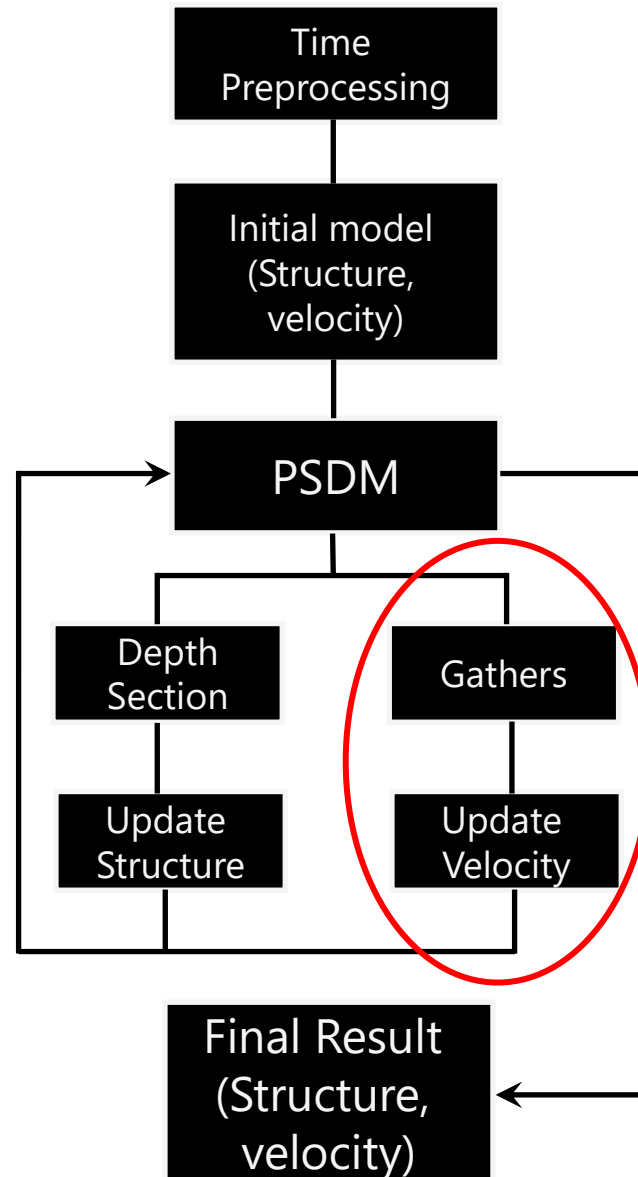 Time
Preprocessing
Initial model
(Structure,
velocity)
PSDM
Depth
Section
Gathers
Update
Structure
Update
Velocity
Final Result
(Structure,
velocity)